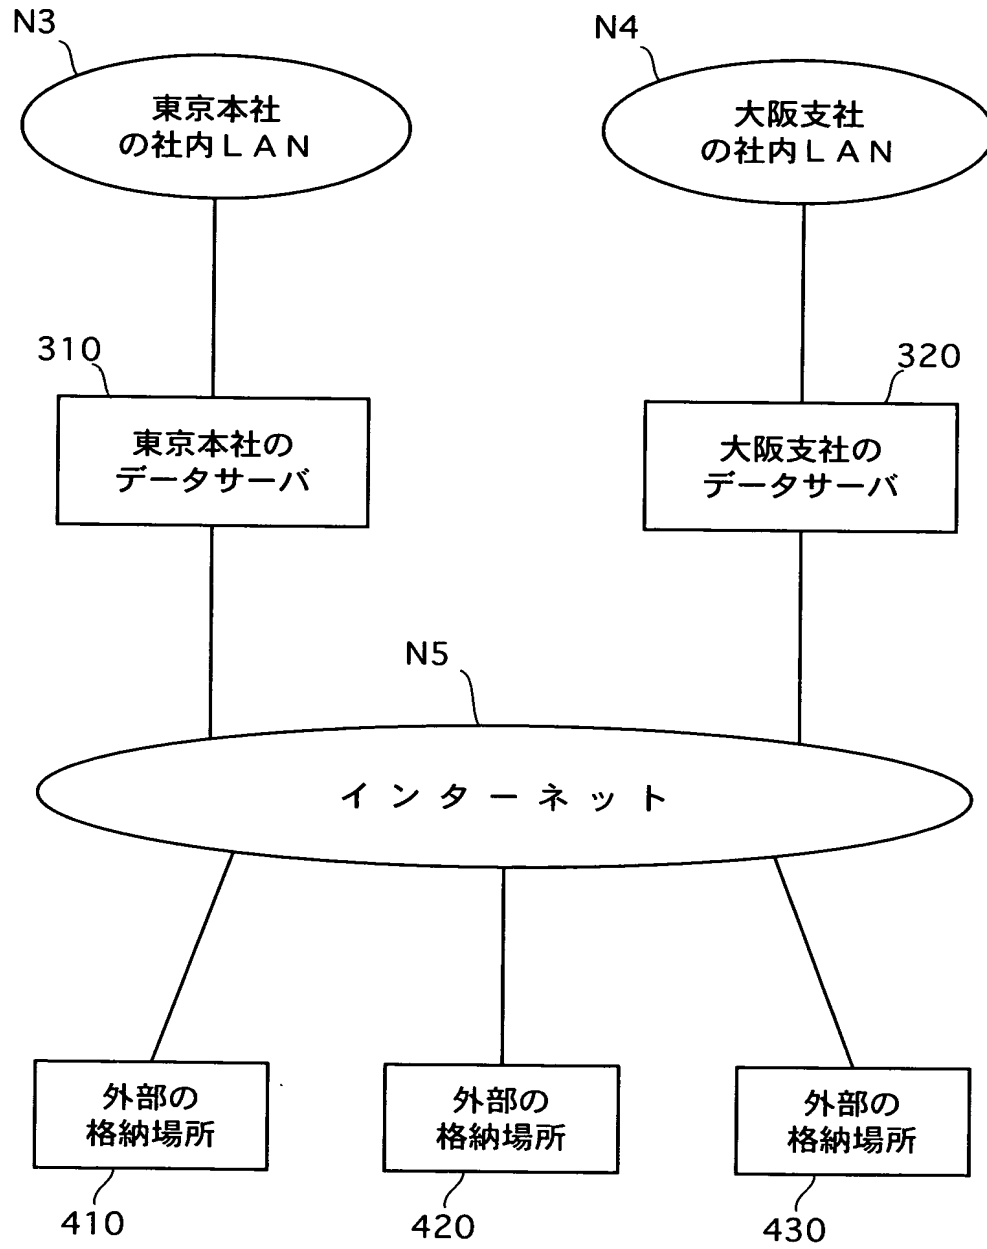 N3
N4
東京本社
の社内ＬＡＮ
大阪支社
の社内ＬＡＮ
310
320
東京本社の
データサーバ
大阪支社の
データサーバ
N5
インターネット
外部の
格納場所
外部の
格納場所
外部の
格納場所
410
420
430